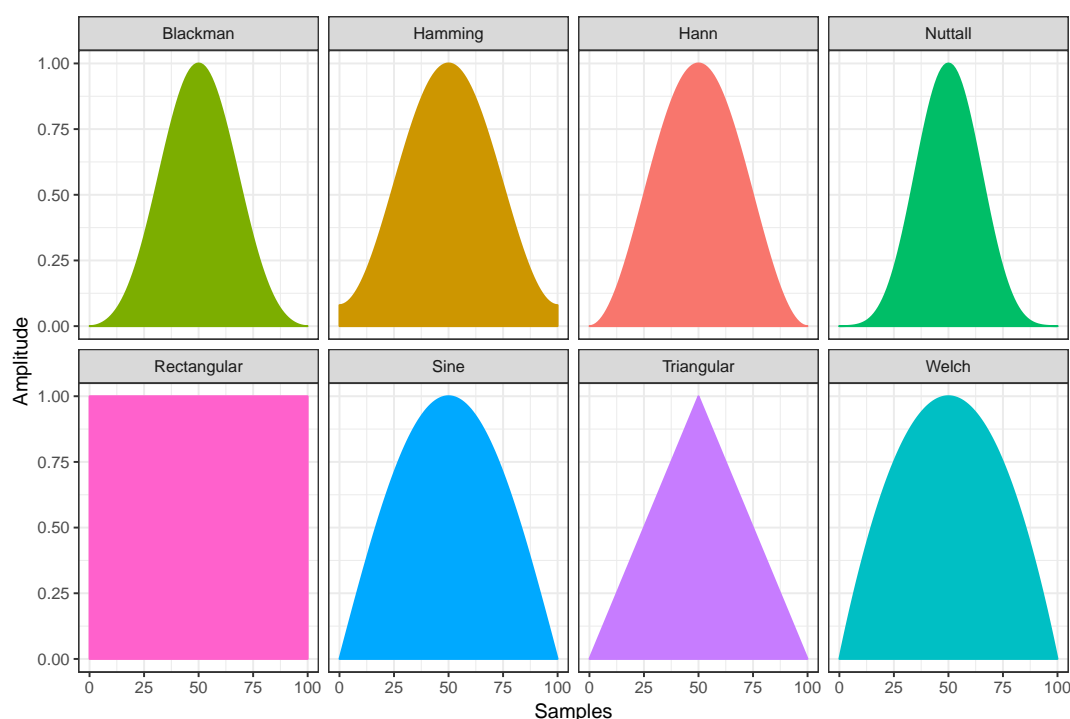 Blackman Hamming Hann Nuttall
1.00
0.75
0.50
0.25
0.00
Amplitude
Rectangular Sine Triangular Welch
1.00
0.75
0.50
0.25
0.00
0 25 50 75 100 0 25 50 75 100 0 25 50 75 100 0 25 50 75 100
Samples